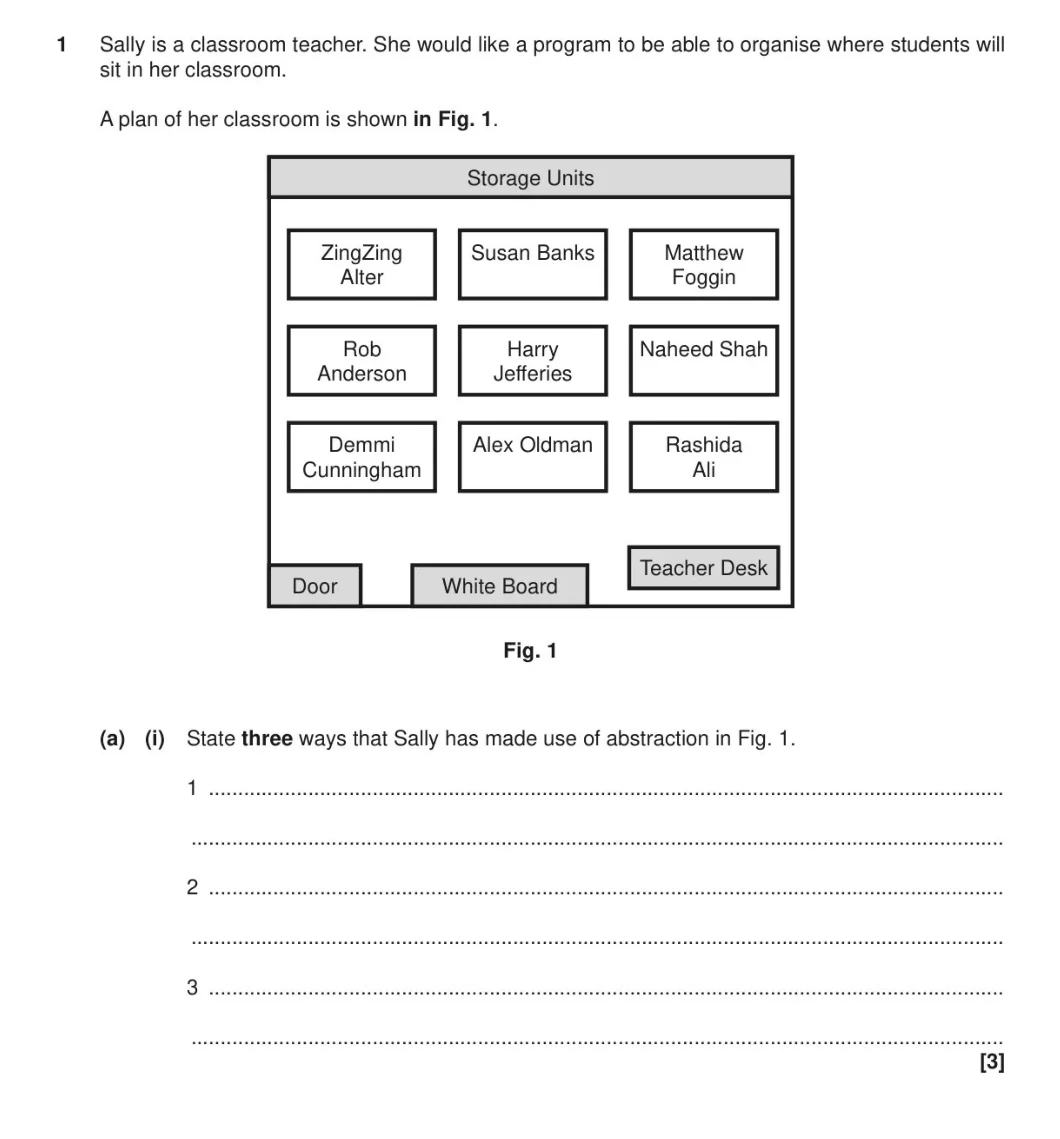 1 Sally is a classroom teacher. She would like a program to be able to organise where students will
sit in her classroom.
A plan of her classroom is shown in Fig. 1.
Storage Units
ZingZing
Alter
Susan Banks
Matthew
Foggin
Rob
Anderson
Harry
Jefferies
Naheed Shah
Demmi
Cunningham
Alex Oldman
Rashida
Ali
Teacher Desk
Door
White Board
Fig. 1
(a) (i) State three ways that Sally has made use of abstraction in Fig. 1.
1 ....................................................................................
....................................................................................
2 ....................................................................................
....................................................................................
3 ....................................................................................
....................................................................................
[3]